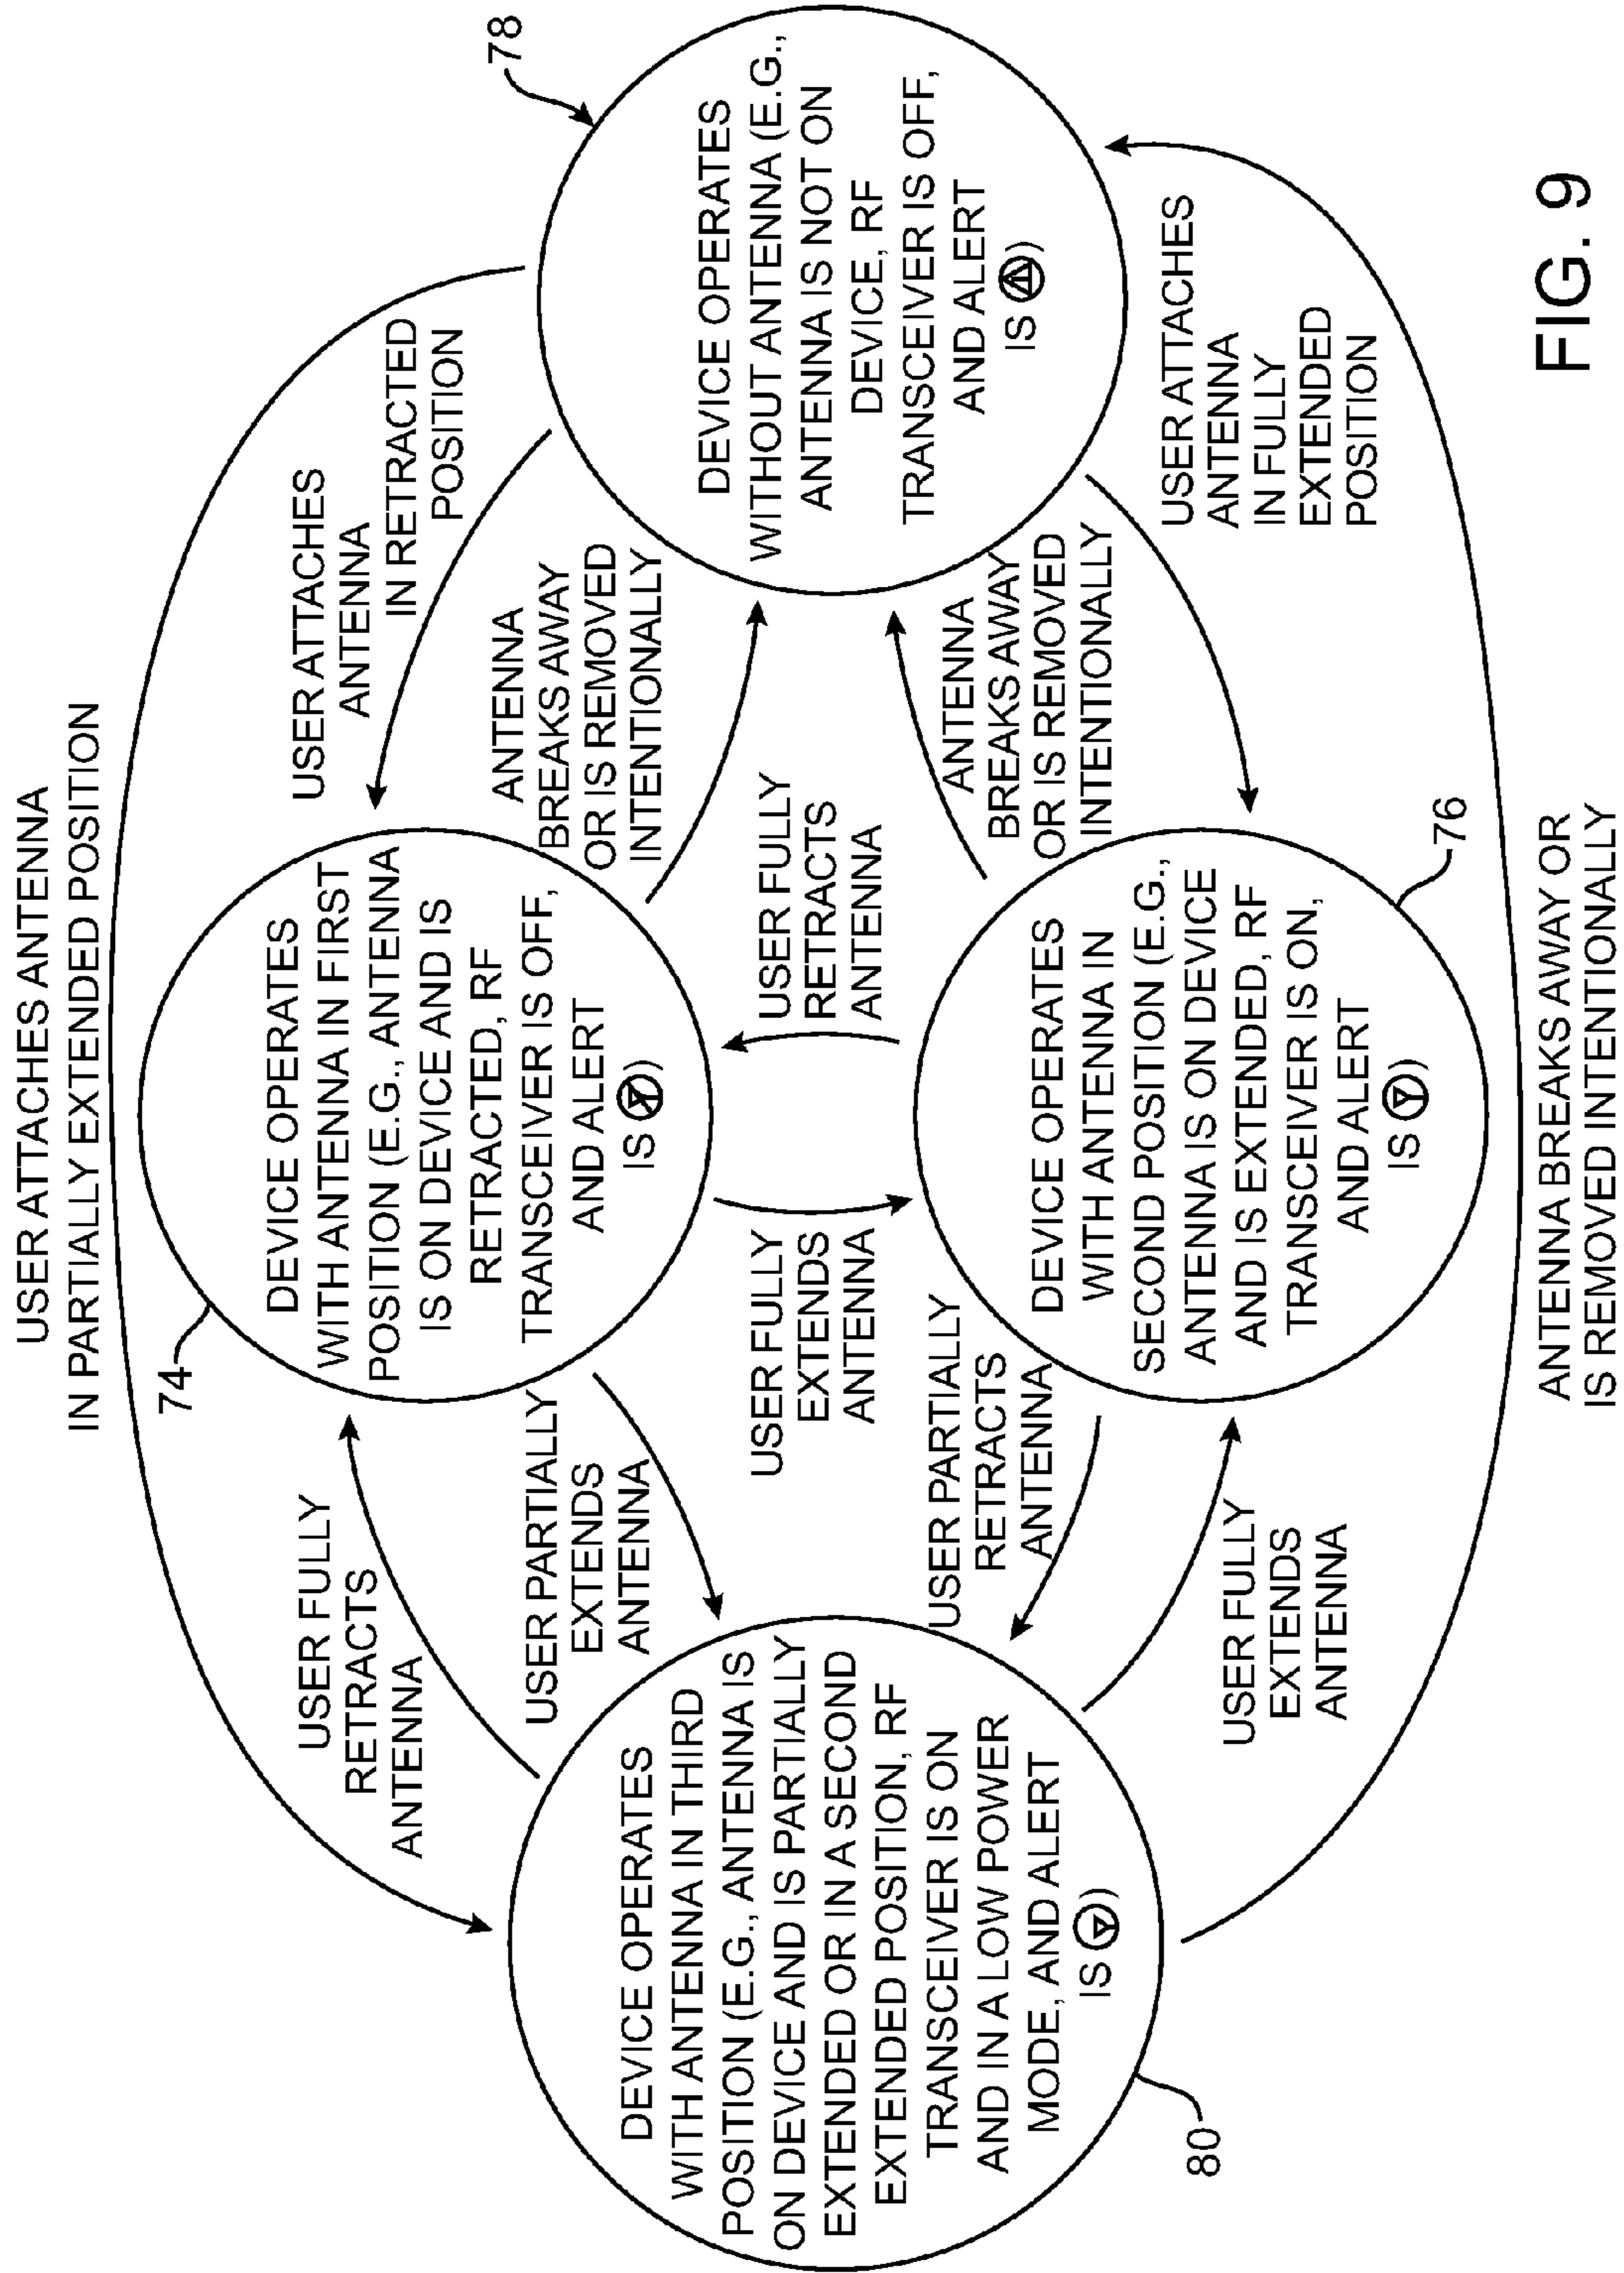 USER ATTACHES ANTENNA
IN PARTIALLY EXTENDED POSITION
74
DEVICE OPERATES
WITH ANTENNA IN FIRST
POSITION (E.G., ANTENNA
IS ON DEVICE AND IS
RETRACTED, RF
TRANSCEIVER IS OFF,
AND ALERT
IS )
USER FULLY
RETRACTS
ANTENNA
USER PARTIALLY
EXTENDS
ANTENNA
USER ATTACHES
ANTENNA
IN RETRACTED
POSITION
ANTENNA
BREAKS AWAY
OR IS REMOVED
INTENTIONALLY
78
DEVICE OPERATES
WITHOUT ANTENNA (E.G.,
ANTENNA IS NOT ON
DEVICE, RF
TRANSCEIVER IS OFF,
AND ALERT
IS )
DEVICE OPERATES
WITH ANTENNA IN THIRD
POSITION (E.G., ANTENNA IS
ON DEVICE AND IS PARTIALLY
EXTENDED OR IN A SECOND
EXTENDED POSITION, RF
TRANSCEIVER IS ON
AND IN A LOW POWER
MODE, AND ALERT
IS )
80
USER FULLY
EXTENDS
ANTENNA
USER FULLY
RETRACTS
ANTENNA
USER PARTIALLY
RETRACTS
ANTENNA
ANTENNA
BREAKS AWAY
OR IS REMOVED
INTENTIONALLY
DEVICE OPERATES
WITH ANTENNA IN
SECOND POSITION (E.G.,
ANTENNA IS ON DEVICE
AND IS EXTENDED, RF
TRANSCEIVER IS ON,
AND ALERT
IS )
76
USER FULLY
EXTENDS
ANTENNA
USER ATTACHES
ANTENNA
IN FULLY
EXTENDED
POSITION
ANTENNA BREAKS AWAY OR
IS REMOVED INTENTIONALLY
FIG. 9